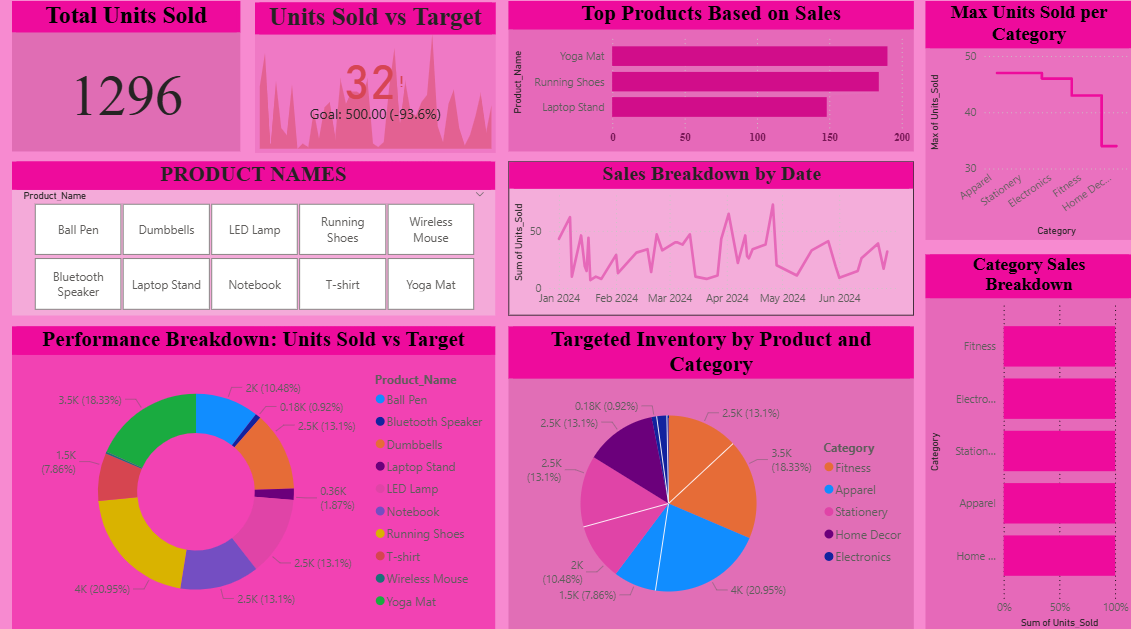 Total Units Sold
1296
Units Sold vs Target
32!
Goal: 500.00 (-93.6%)
Top Products Based on Sales
Product_Name
Yoga Mat
Running Shoes
Laptop Stand
0 50 100 150 200
Max Units Sold per
Category
Max of Units_Sold
50
40
30
Apparel
Stationery
Electronics
Fitness
Home Dec...
Category
PRODUCT NAMES
Product_Name
Ball Pen
Dumbbells
LED Lamp
Running
Shoes
Wireless
Mouse
Bluetooth
Speaker
Laptop Stand
Notebook
T-shirt
Yoga Mat
Sales Breakdown by Date
Sum of Units_Sold
50
0
Jan 2024 Feb 2024 Mar 2024 Apr 2024 May 2024 Jun 2024
Category Sales
Breakdown
Category
Fitness
Electro...
Station...
Apparel
Home ...
0% 50% 100%
Sum of Units_Sold
Performance Breakdown: Units Sold vs Target
2K (10.48%)
0.18K (0.92%)
2.5K (13.1%)
0.36K
(1.87%)
2.5K (13.1%)
2.5K (13.1%)
4K (20.95%)
1.5K
(7.86%)
3.5K (18.33%)
Product_Name
Ball Pen
Bluetooth Speaker
Dumbbells
Laptop Stand
LED Lamp
Notebook
Running Shoes
T-shirt
Wireless Mouse
Yoga Mat
Targeted Inventory by Product and
Category
2.5K (13.1%)
3.5K
(18.33%)
4K (20.95%)
1.5K (7.86%)
2K
(10.48%)
2.5K
(13.1%)
2.5K (13.1%)
0.18K (0.92%)
Category
Fitness
Apparel
Stationery
Home Decor
Electronics